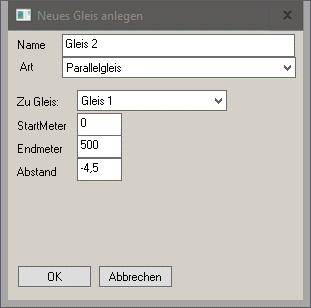 Neues Gleis anlegen
Name Gleis 2
Art Parallelgleis
Zu Gleis: Gleis 1
StartMeter 0
Endmeter 500
Abstand -4,5
OK Abbrechen